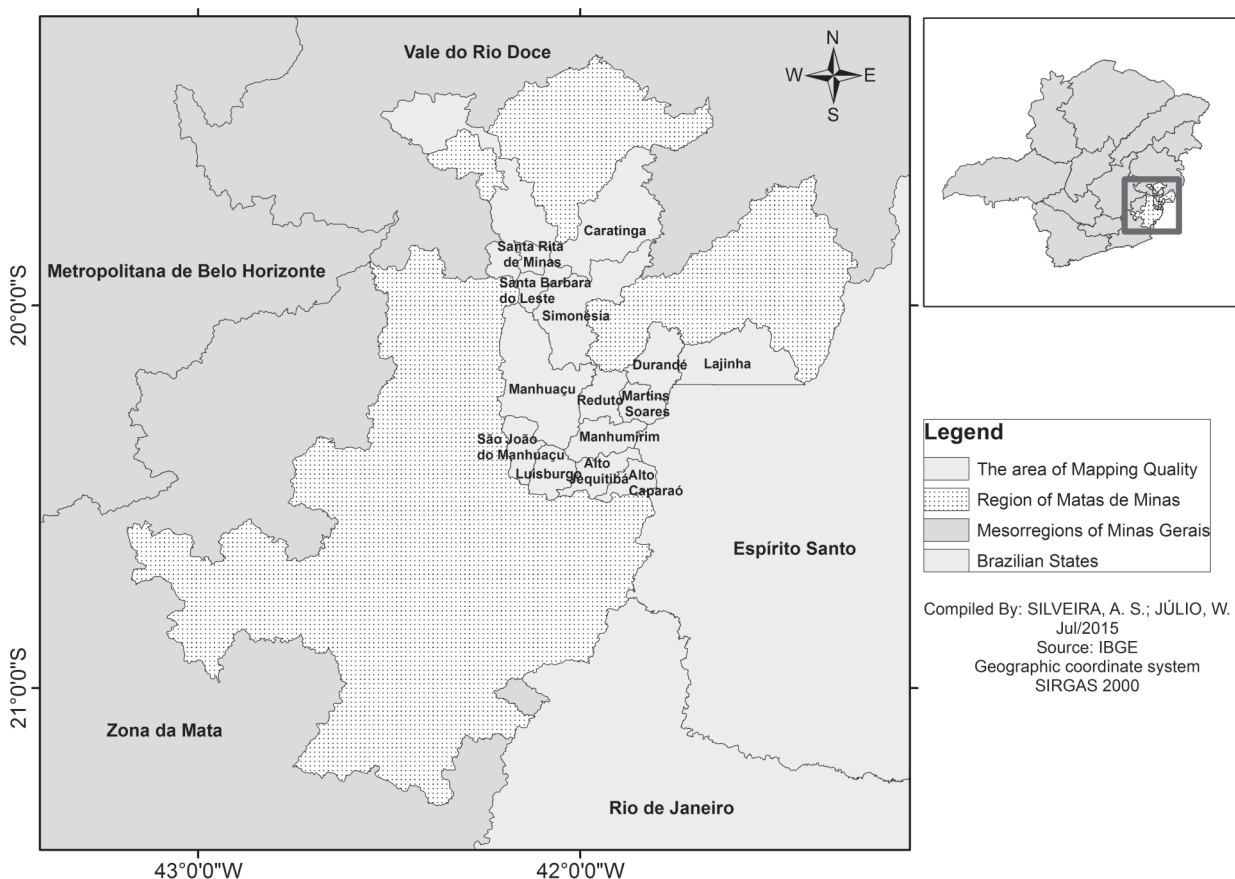 Vale do Rio Doce
N
W
E
S
Caratinga
Santa Rita
de Minas
Metropolitana de Belo Horizonte
Santa Barbara
do Leste
Simonésia
Durandé
Lajinha
Manhuaçu
Reduto
Martins
Soares
São João
do Manhuaçu
Manhumirim
Luisburgo
Alto
Jequitibá
Alto
Caparaó
Espírito Santo
Zona da Mata
Rio de Janeiro
20°0'0"S
21°0'0"S
43°0'0"W
42°0'0"W
Legend
The area of Mapping Quality
Region of Matas de Minas
Mesorregions of Minas Gerais
Brazilian States
Compiled By: SILVEIRA, A. S.; JÚLIO, W.
Jul/2015
Source: IBGE
Geographic coordinate system
SIRGAS 2000